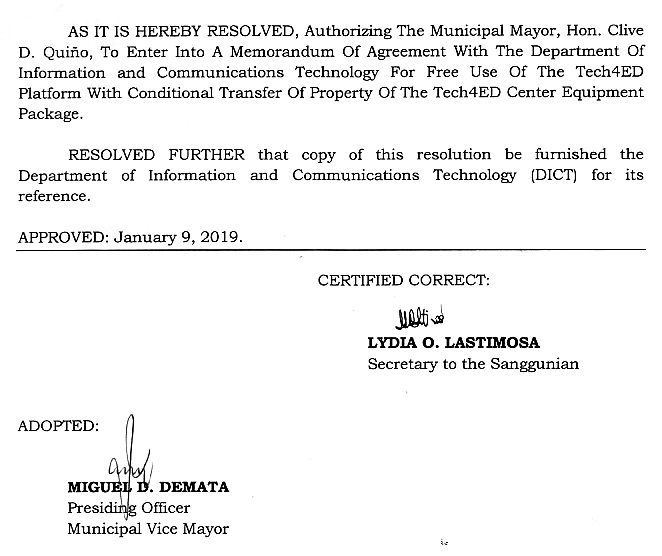 AS IT IS HEREBY RESOLVED, Authorizing The Municipal Mayor, Hon. Clive
D. Quiño, To Enter Into A Memorandum Of Agreement With The Department Of
Information and Communications Technology For Free Use Of The Tech4ED
Platform With Conditional Transfer Of Property Of The Tech4ED Center Equipment
Package.
RESOLVED FURTHER that copy of this resolution be furnished the
Department of Information and Communications Technology (DICT) for its
reference.
APPROVED: January 9, 2019.
CERTIFIED CORRECT:
LYDIA O. LASTIMOSA
Secretary to the Sanggunian
ADOPTED:
MIGUEL D. DEMATA
Presiding Officer
Municipal Vice Mayor